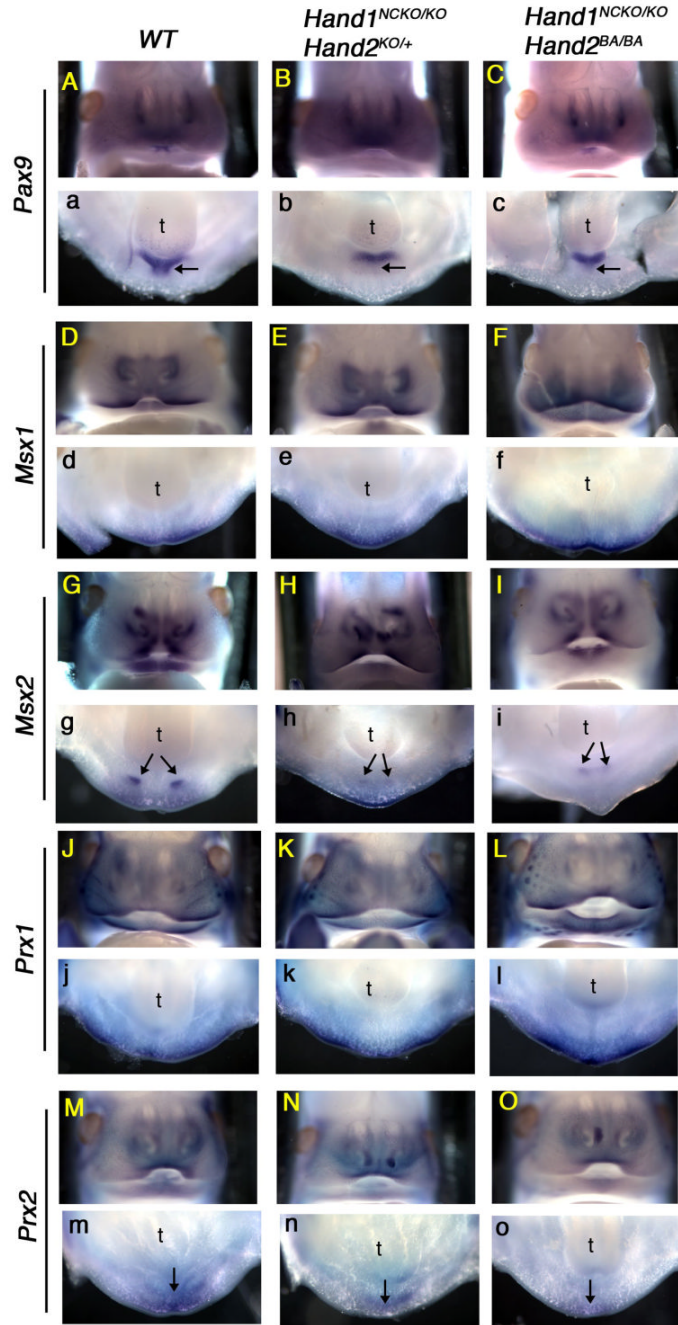 WT
Hand1NCKO/KO
Hand2KO/+
Hand1NCKO/KO
Hand2BA/BA
Pax9
A
B
C
a
t
b
t
c
t
Msx1
D
E
F
d
t
e
t
f
t
Msx2
G
H
I
g
t
h
t
i
t
Prx1
J
K
L
j
t
k
t
l
t
Prx2
M
N
O
m
t
n
t
o
t